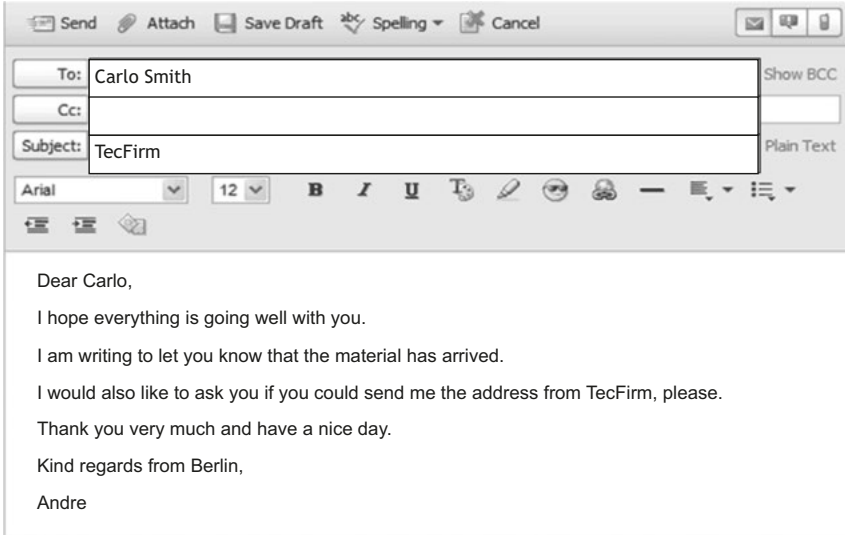 Send Attach Save Draft abc Spelling Cancel
To: Carlo Smith Show BCC
Cc:
Subject: TecFirm Plain Text
Arial 12 B I U T
Dear Carlo,
I hope everything is going well with you.
I am writing to let you know that the material has arrived.
I would also like to ask you if you could send me the address from TecFirm, please.
Thank you very much and have a nice day.
Kind regards from Berlin,
Andre